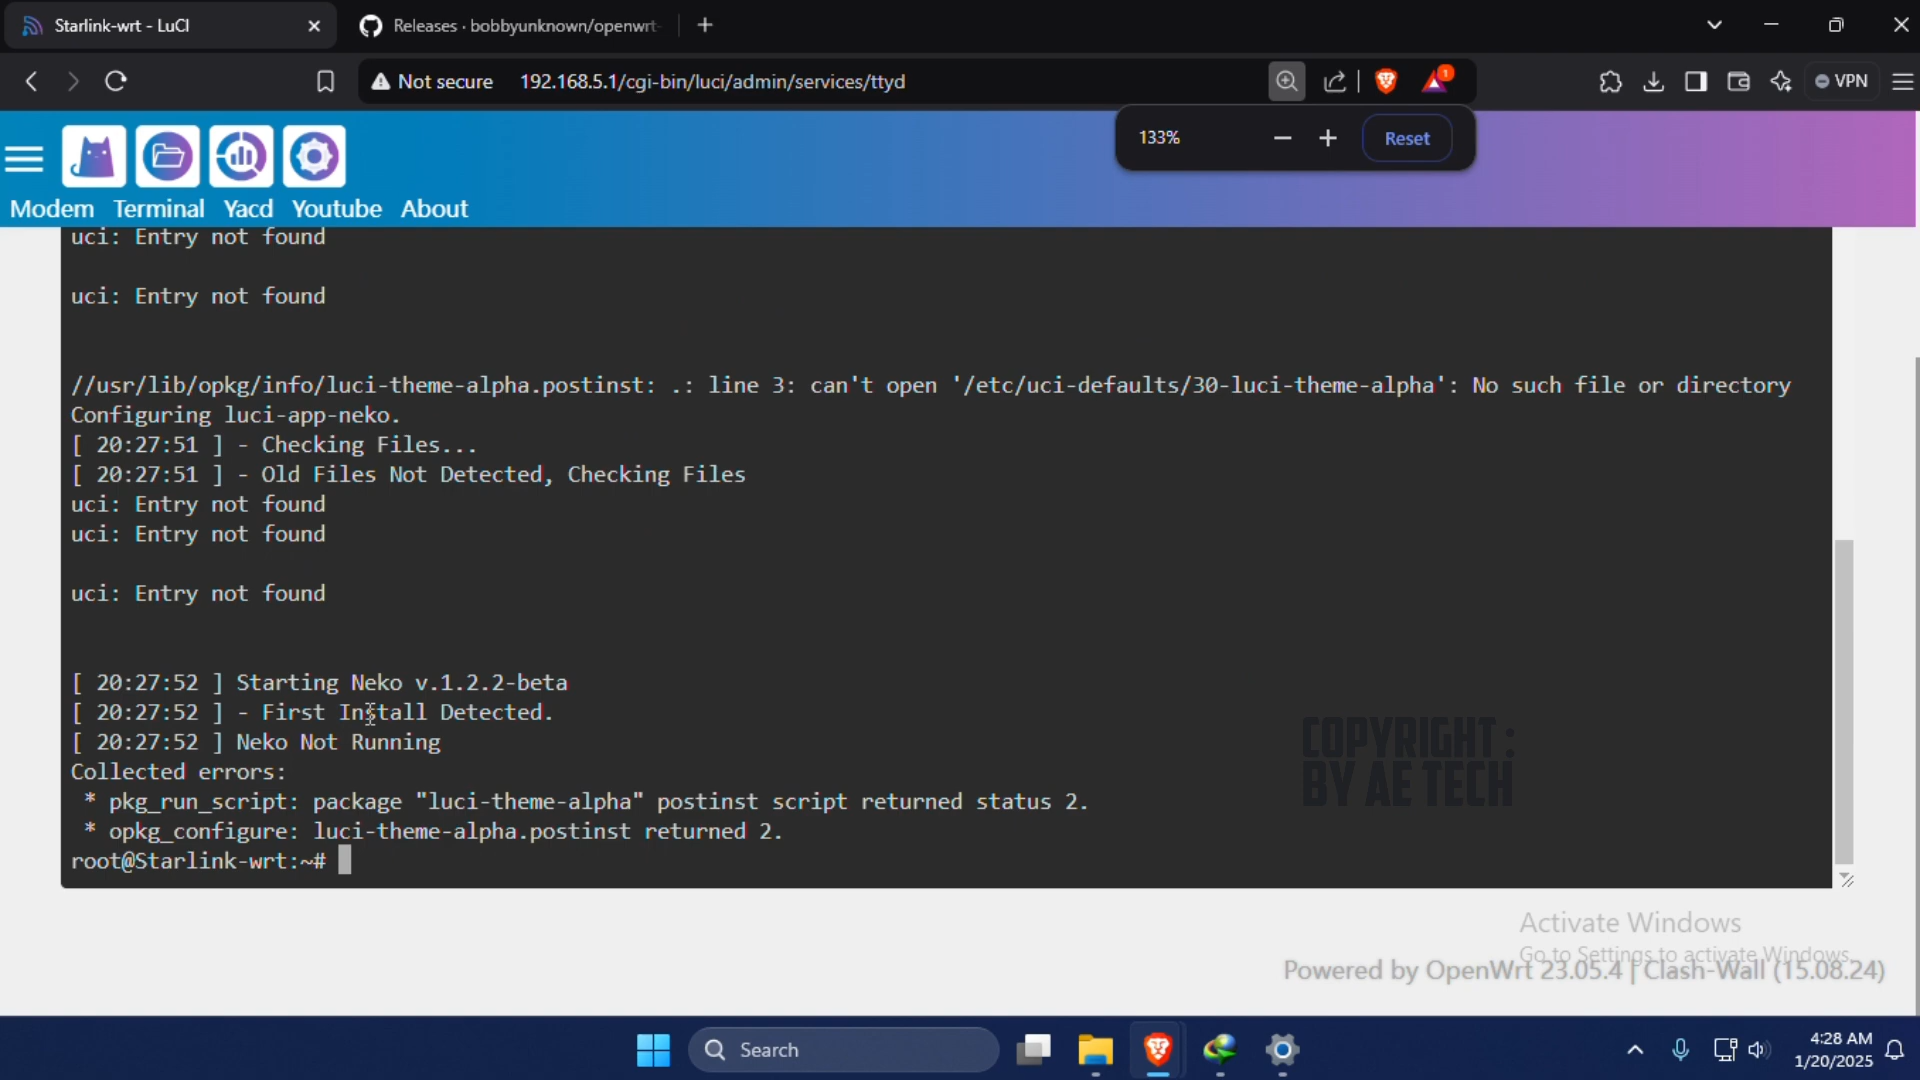 Starlink-wrt - LuCI
Releases · bobbyunknown/openwrt-
Not secure 192.168.5.1/cgi-bin/luci/admin/services/ttyd
1
VPN
133%
Reset
Modem Terminal Yacd Youtube About
uci: Entry not found
uci: Entry not found
//usr/lib/opkg/info/luci-theme-alpha.postinst: .: line 3: can't open '/etc/uci-defaults/30-luci-theme-alpha': No such file or directory
Configuring luci-app-neko.
[ 20:27:51 ] - Checking Files...
[ 20:27:51 ] - Old Files Not Detected, Checking Files
uci: Entry not found
uci: Entry not found
uci: Entry not found
[ 20:27:52 ] Starting Neko v.1.2.2-beta
[ 20:27:52 ] - First Install Detected.
[ 20:27:52 ] Neko Not Running
Collected errors:
* pkg_run_script: package "luci-theme-alpha" postinst script returned status 2.
* opkg_configure: luci-theme-alpha.postinst returned 2.
root@Starlink-wrt:~#
COPYRIGHT :
BY AE TECH
Activate Windows
Go to Settings to activate Windows.
Powered by OpenWrt 23.05.4 | Clash-Wall (15.08.24)
Search
4:28 AM
1/20/2025